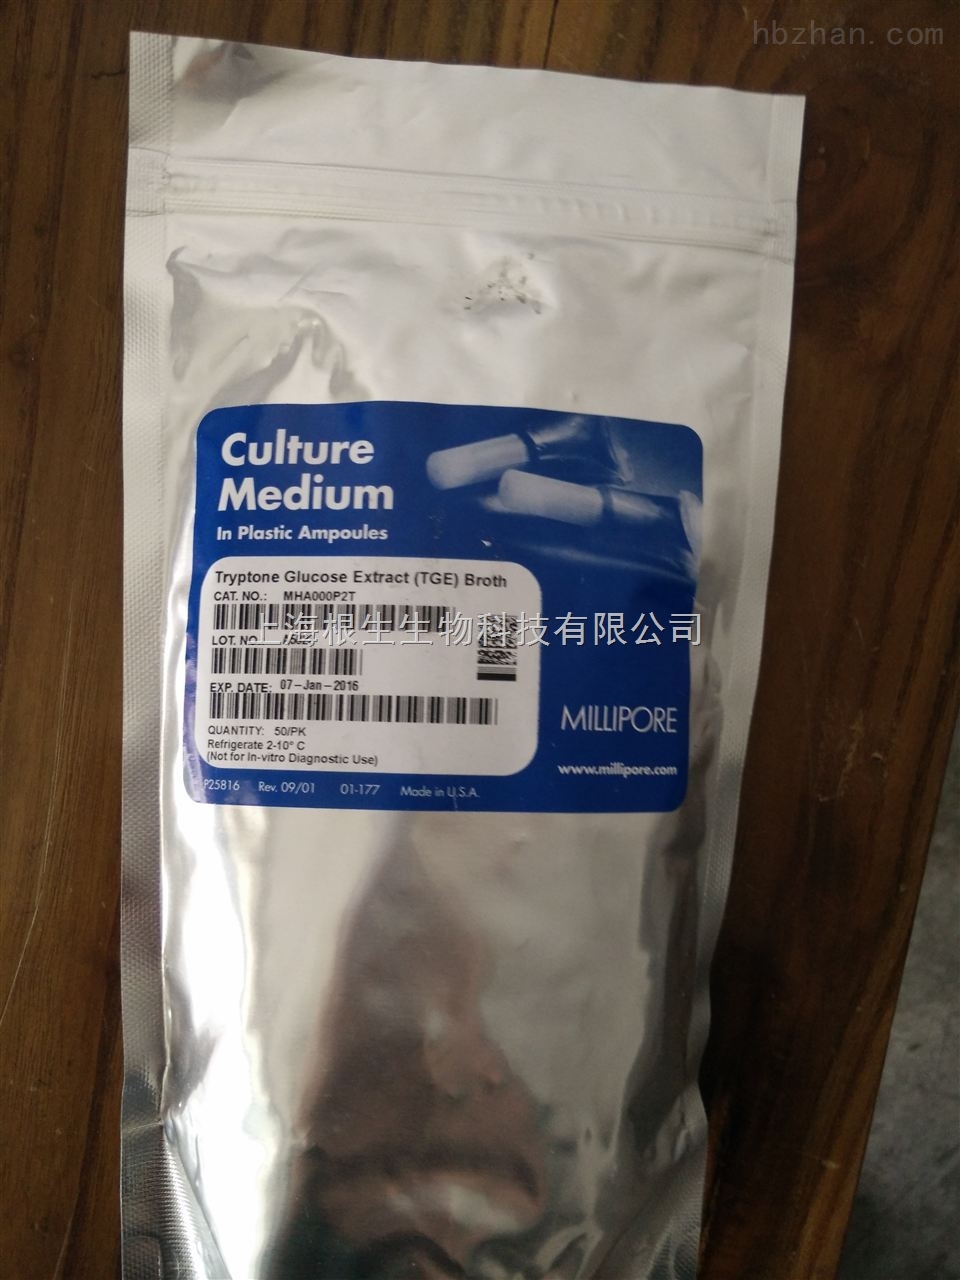 hbzhan.com
Culture
Medium
In Plastic Ampoules
Tryptone Glucose Extract (TGE) Broth
CAT. NO.: MHA000P2T
上海根生生物科技有限公司
LOT. NO.
EXP. DATE: 07-Jan-2016
MILLIPORE
QUANTITY: 50/PK
Refrigerate 2-10° C
(Not for In-vitro Diagnostic Use)
www.millipore.com
P25816 Rev. 09/01 01-177 Made in U.S.A.